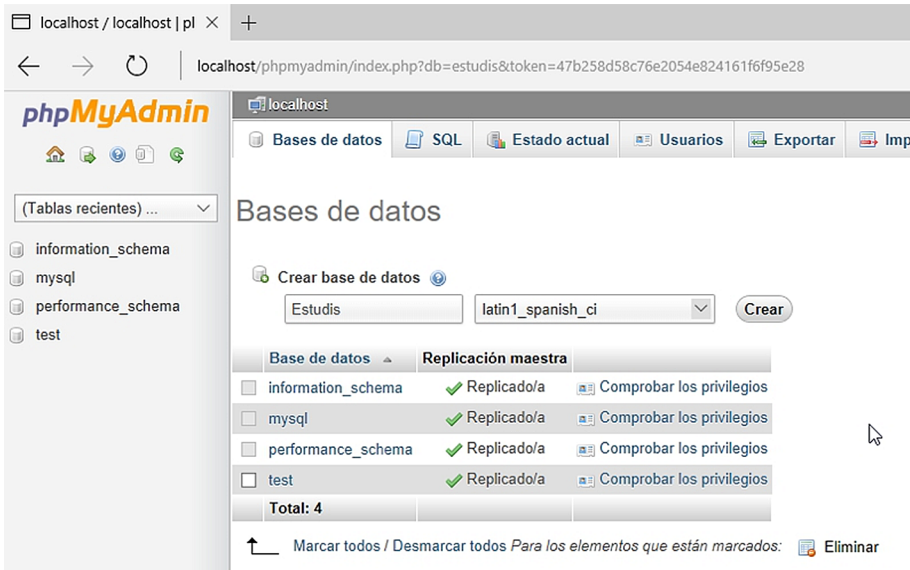 localhost / localhost | pl
localhost/phpmyadmin/index.php?db=estudis&token=47b258d58c76e2054e824161f6f95e28
phpMyAdmin
(Tablas recientes) ...
information_schema
mysql
performance_schema
test
localhost
Bases de datos SQL Estado actual Usuarios Exportar Imp
Bases de datos
Crear base de datos
Estudis latin1_spanish_ci Crear
Base de datos Replicación maestra
information_schema Replicado/a Comprobar los privilegios
mysql Replicado/a Comprobar los privilegios
performance_schema Replicado/a Comprobar los privilegios
test Replicado/a Comprobar los privilegios
Total: 4
Marcar todos / Desmarcar todos Para los elementos que están marcados: Eliminar